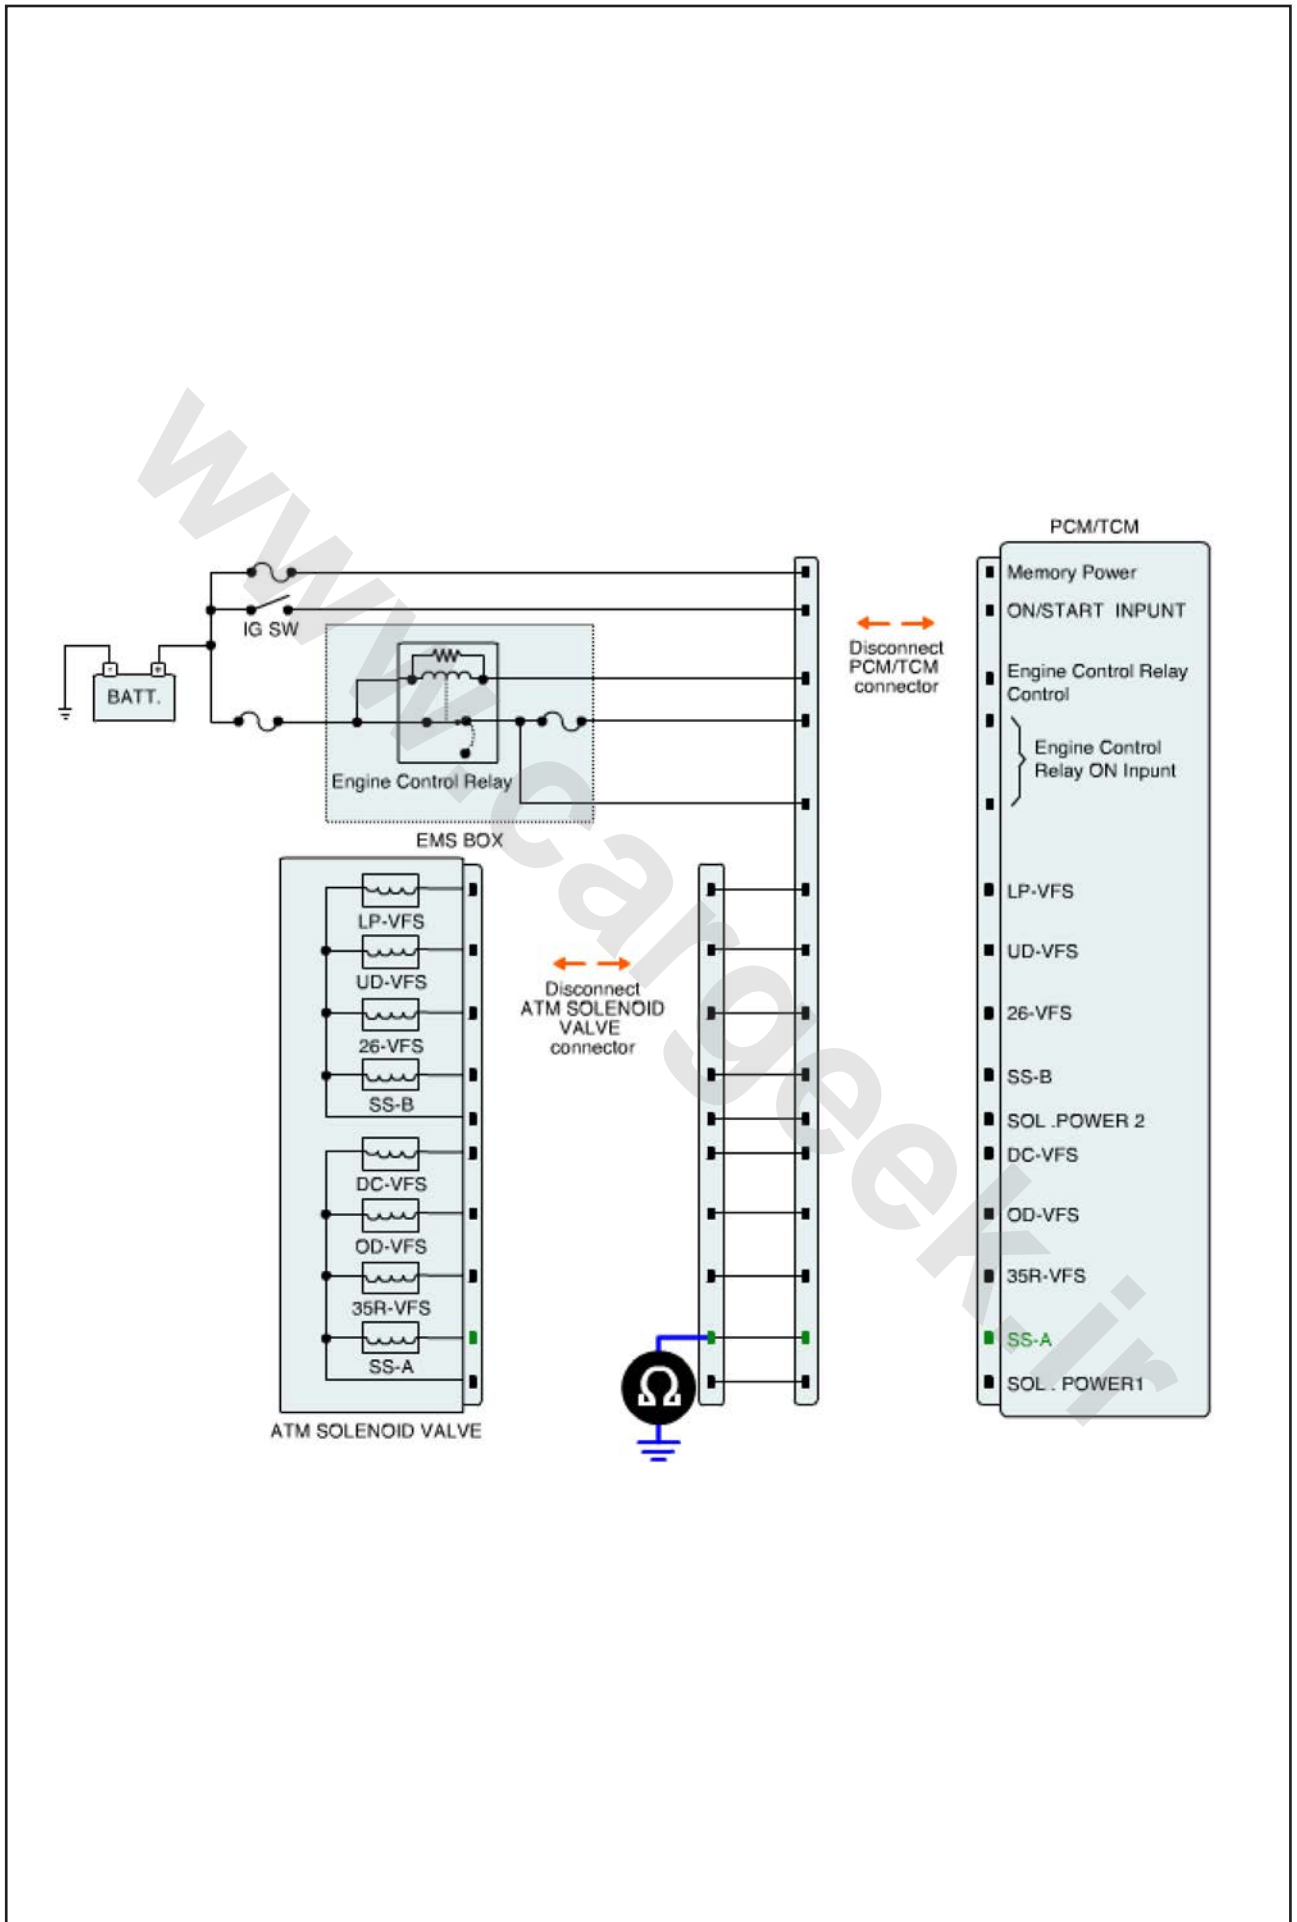 PCM/TCM
Memory Power
ON/START INPUNT
IG SW
Disconnect
PCM/TCM
connector
Engine Control Relay
Control
- +
BATT.
Engine Control
Relay ON Inpunt
Engine Control Relay
EMS BOX
LP-VFS
LP-VFS
UD-VFS
UD-VFS
Disconnect
ATM SOLENOID
VALVE
connector
26-VFS
26-VFS
SS-B
SS-B
SOL .POWER 2
DC-VFS
DC-VFS
OD-VFS
OD-VFS
35R-VFS
35R-VFS
SS-A
SS-A
Ω
SOL . POWER1
ATM SOLENOID VALVE
www.cargeek.ir